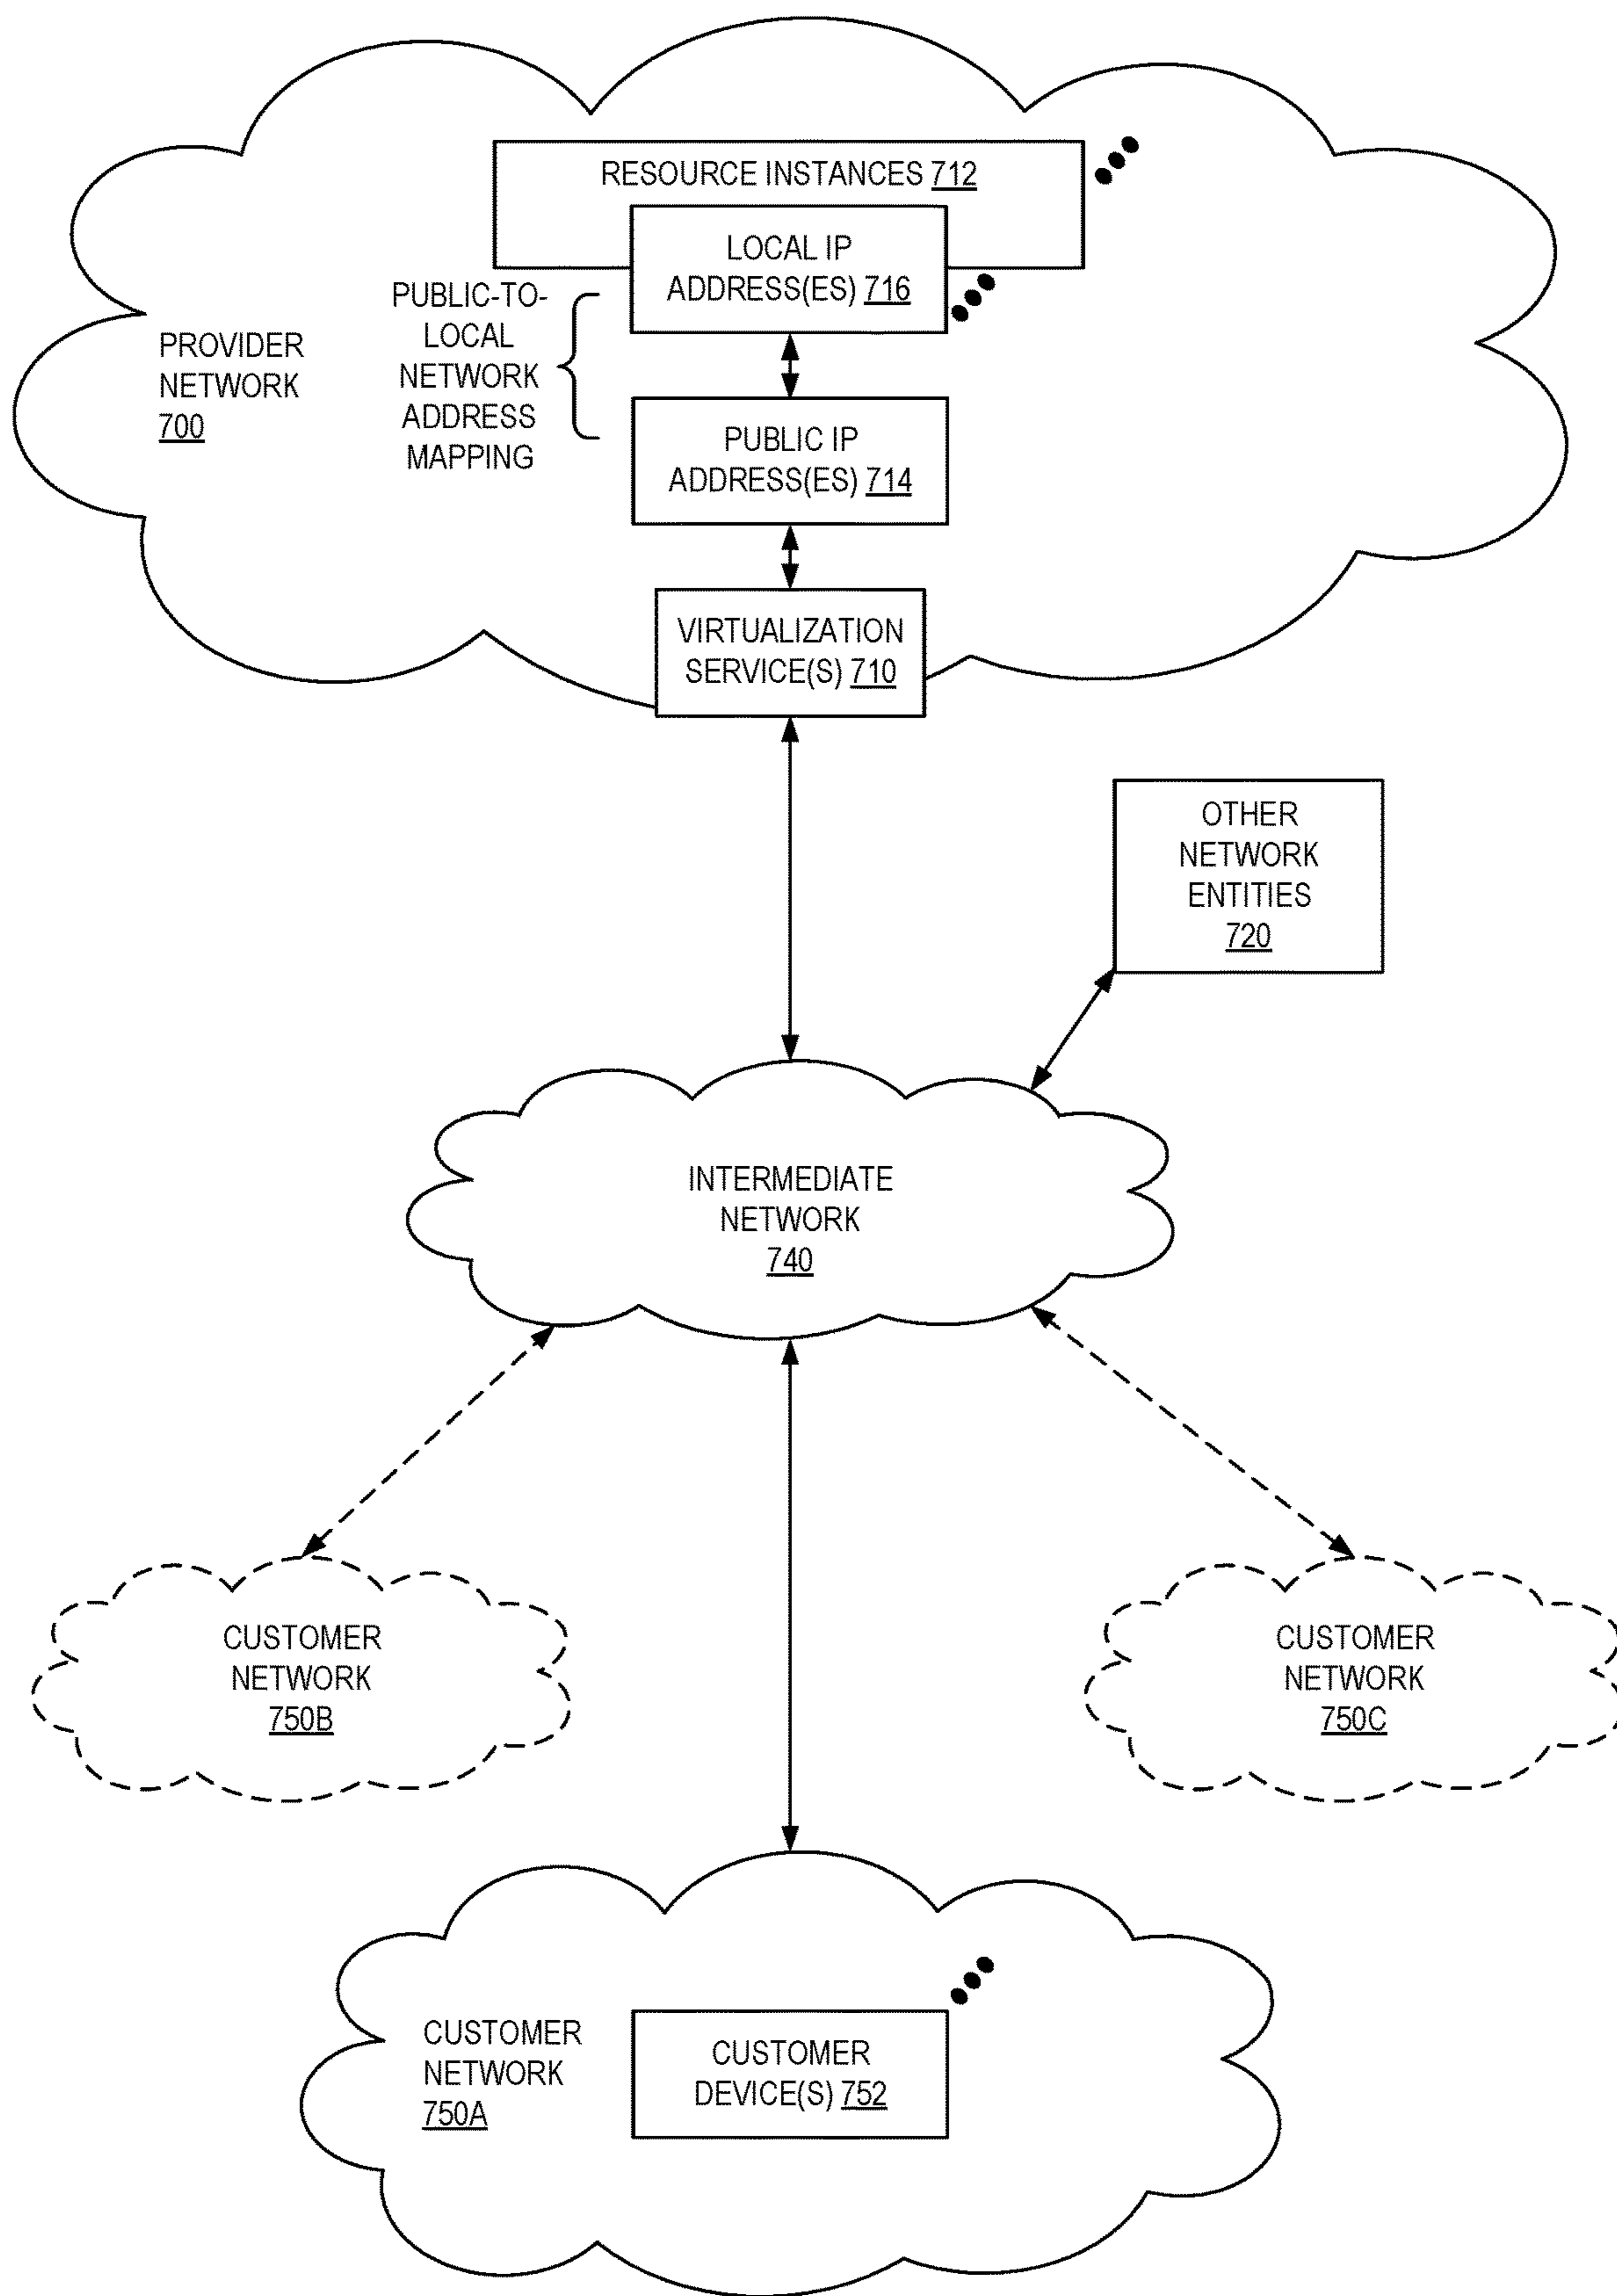 RESOURCE INSTANCES 712
LOCAL IP
ADDRESS(ES) 716
PUBLIC-TO-
LOCAL
NETWORK
ADDRESS
MAPPING
PROVIDER
NETWORK
700
PUBLIC IP
ADDRESS(ES) 714
VIRTUALIZATION
SERVICE(S) 710
OTHER
NETWORK
ENTITIES
720
INTERMEDIATE
NETWORK
740
CUSTOMER
NETWORK
750B
CUSTOMER
NETWORK
750C
CUSTOMER
NETWORK
750A
CUSTOMER
DEVICE(S) 752